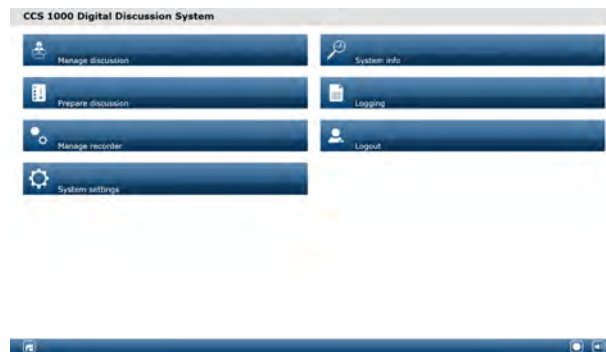 CCS 1000 Digital Discussion System
Manage discussion
System info
Prepare discussion
Logging
Manage recorder
Logout
System settings